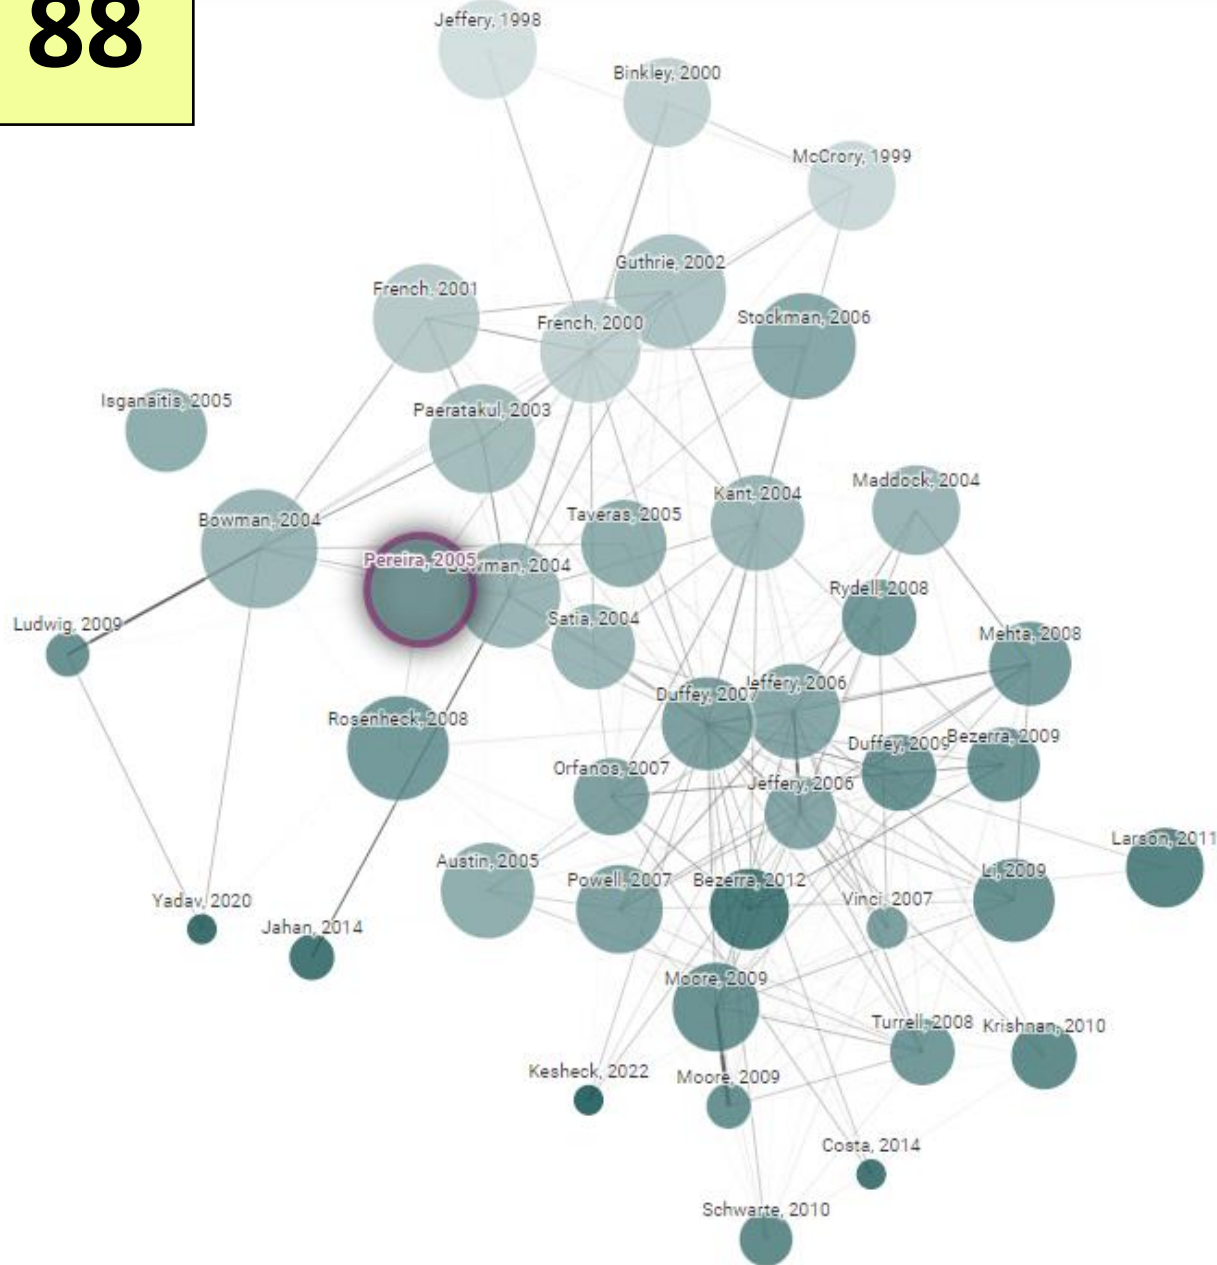 88
Jeffery, 1998
Binkley, 2000
McCrory, 1999
Guthrie, 2002
French, 2001
Stockman, 2006
French, 2000
Isganaitis, 2005
Paeratakul, 2003
Maddock, 2004
Kant, 2004
Taveras, 2005
Bowman, 2004
Pereira, 2005
Bowman, 2004
Rydell, 2008
Satia, 2004
Ludwig, 2009
Mehta, 2008
Jeffery, 2006
Duffey, 2007
Rosenheck, 2008
Bezerra, 2009
Duffey, 2009
Orfanos, 2007
Jeffery, 2006
Larson, 2011
Austin, 2005
Li, 2009
Powell, 2007
Bezerra, 2012
Yadav, 2020
Vinci, 2007
Jahan, 2014
Moore, 2009
Turrell, 2008
Krishnan, 2010
Kesheck, 2022
Moore, 2009
Costa, 2014
Schwarte, 2010